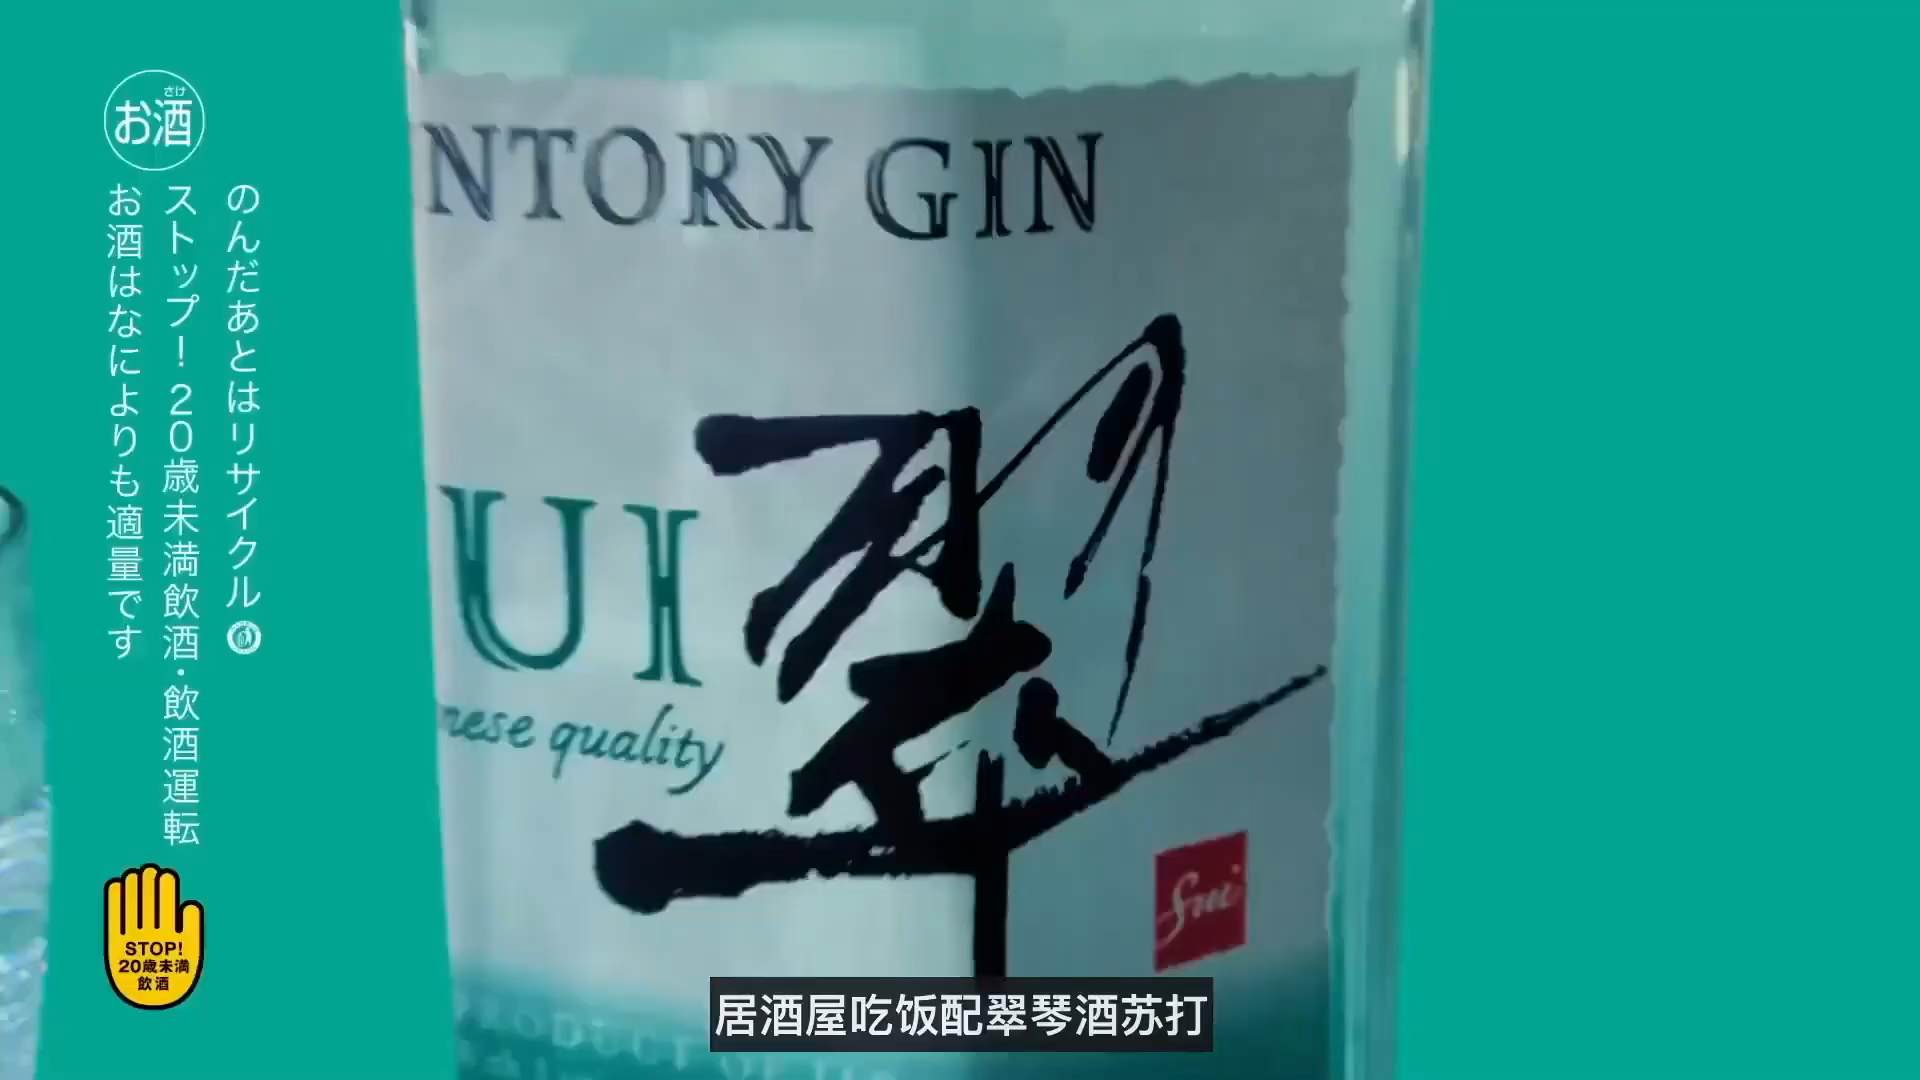 お酒
さけ
のんだあとはリサイクル
ストップ！20歳未満飲酒・飲酒運転
お酒はなによりも適量です
STOP!
20歳未満
飲酒
NTORY GIN
UI
nese quality
翠
Sui
PRODUCT OF
居酒屋吃饭配翠琴酒苏打